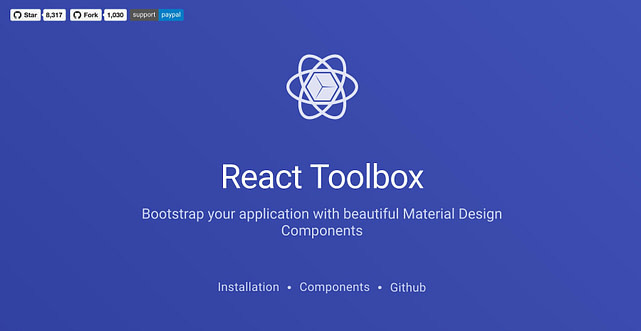 Star 8,317 Fork 1,030 support paypal
React Toolbox
Bootstrap your application with beautiful Material Design
Components
Installation • Components • Github